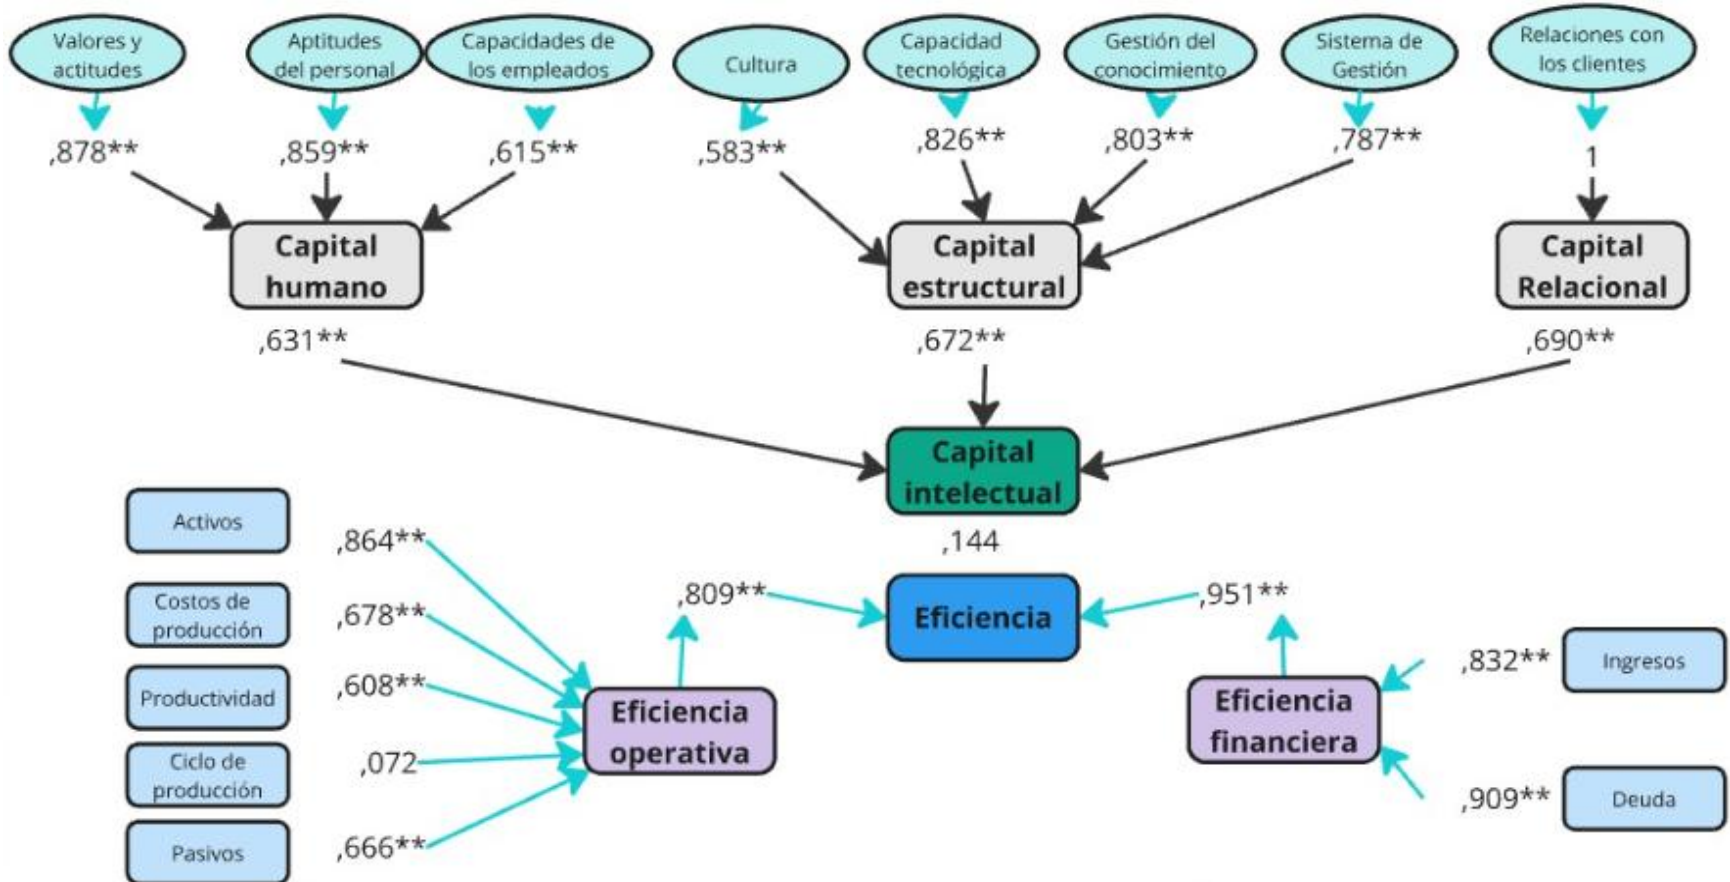 Valores y
actitudes
Aptitudes
del personal
Capacidades de
los empleados
Cultura
Capacidad
tecnológica
Gestión del
conocimiento
Sistema de
Gestión
Relaciones con
los clientes
,878**
,859**
,615**
,583**
,826**
,803**
,787**
1
Capital
humano
Capital
estructural
Capital
Relacional
,631**
,672**
,690**
Capital
intelectual
,144
Activos
,864**
Costos de
producción
,678**
Productividad
,608**
Ciclo de
producción
,072
Pasivos
,666**
Eficiencia
operativa
,809**
Eficiencia
,951**
Eficiencia
financiera
,832**
Ingresos
,909**
Deuda